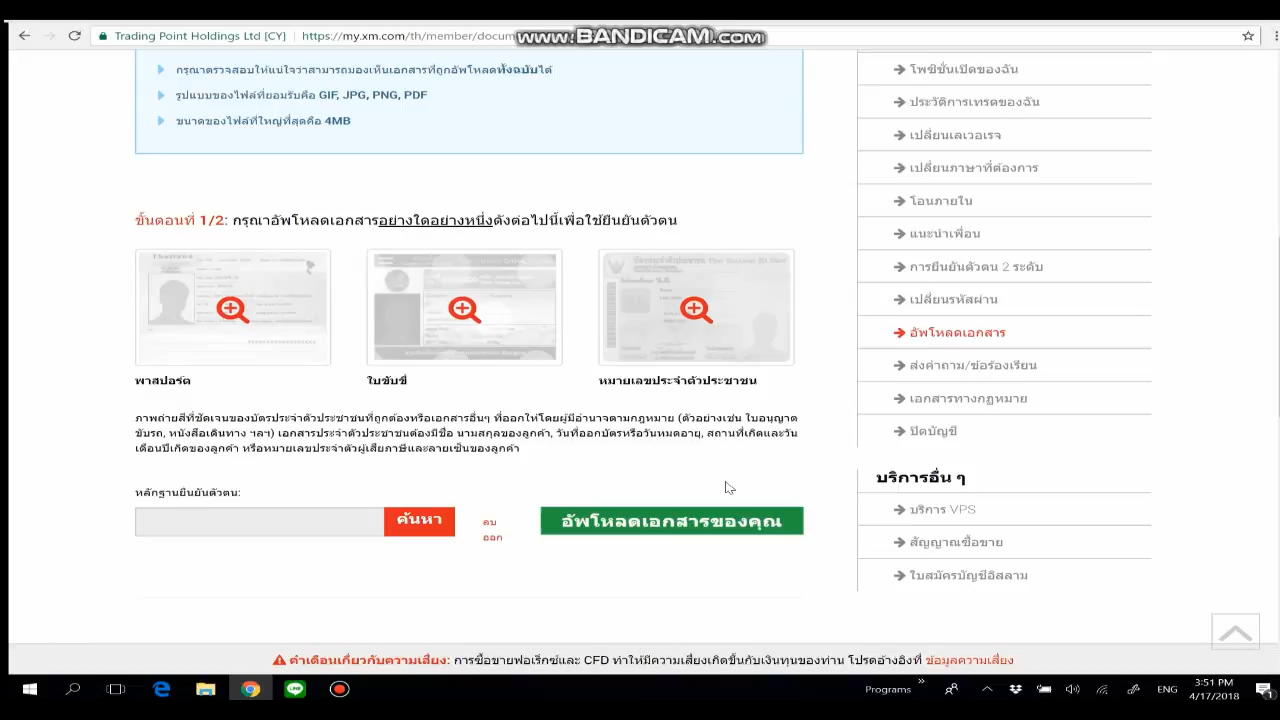 Trading Point Holdings Ltd [CY]
https://my.xm.com/th/member/docum
www.BANDICAM.com
กรุณาตรวจสอบให้แน่ใจว่าสามารถมองเห็นเอกสารที่ถูกอัพโหลดทั้งฉบับได้
รูปแบบของไฟล์ที่ยอมรับคือ GIF, JPG, PNG, PDF
ขนาดของไฟล์ที่ใหญ่ที่สุดคือ 4MB
ขั้นตอนที่ 1/2: กรุณาอัพโหลดเอกสารอย่างใดอย่างหนึ่งดังต่อไปนี้เพื่อใช้ยืนยันตัวตน
พาสปอร์ต
ใบขับขี่
หมายเลขประจำตัวประชาชน
ภาพถ่ายสีที่ชัดเจนของบัตรประจำตัวประชาชนที่ถูกต้องหรือเอกสารอื่นๆ ที่ออกให้โดยผู้มีอำนาจตามกฎหมาย (ตัวอย่างเช่น ใบอนุญาต
ขับรถ, หนังสือเดินทาง ฯลฯ) เอกสารประจำตัวประชาชนต้องมีชื่อ นามสกุลของลูกค้า, วันที่ออกบัตรหรือวันหมดอายุ, สถานที่เกิดและวัน
เดือนปีเกิดของลูกค้า หรือหมายเลขประจำตัวผู้เสียภาษีและลายเซ็นของลูกค้า
หลักฐานยืนยันตัวตน:
ค้นหา
ลบ
ออก
อัพโหลดเอกสารของคุณ
โพซิชั่นเปิดของฉัน
ประวัติการเทรดของฉัน
เปลี่ยนเลเวอเรจ
เปลี่ยนภาษาที่ต้องการ
โอนภายใน
แนะนำเพื่อน
การยืนยันตัวตน 2 ระดับ
เปลี่ยนรหัสผ่าน
อัพโหลดเอกสาร
ส่งคำถาม/ข้อร้องเรียน
เอกสารทางกฎหมาย
ปิดบัญชี
บริการอื่น ๆ
บริการ VPS
สัญญาณซื้อขาย
ใบสมัครบัญชีอิสลาม
คำเตือนเกี่ยวกับความเสี่ยง: การซื้อขายฟอเร็กซ์และ CFD ทำให้มีความเสี่ยงเกิดขึ้นกับเงินทุนของท่าน โปรดอ้างอิงที่ ข้อมูลความเสี่ยง
Programs
ENG
3:51 PM
4/17/2018